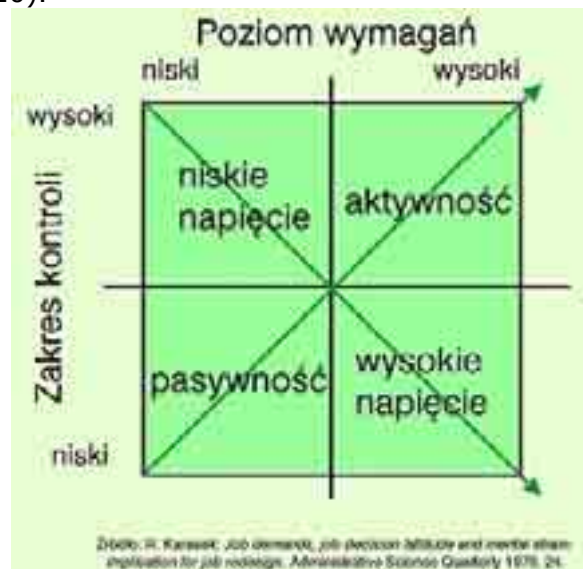 Poziom wymagań
niski wysoki
wysoki
Zakres kontroli
niskie
napięcie
aktywność
pasywność
wysokie
napięcie
niski
Źródło: R. Karasek: Job demands, job decision latitude and mental strain:
implication for job redesign. Administrative Science Quarterly 1979, 24.